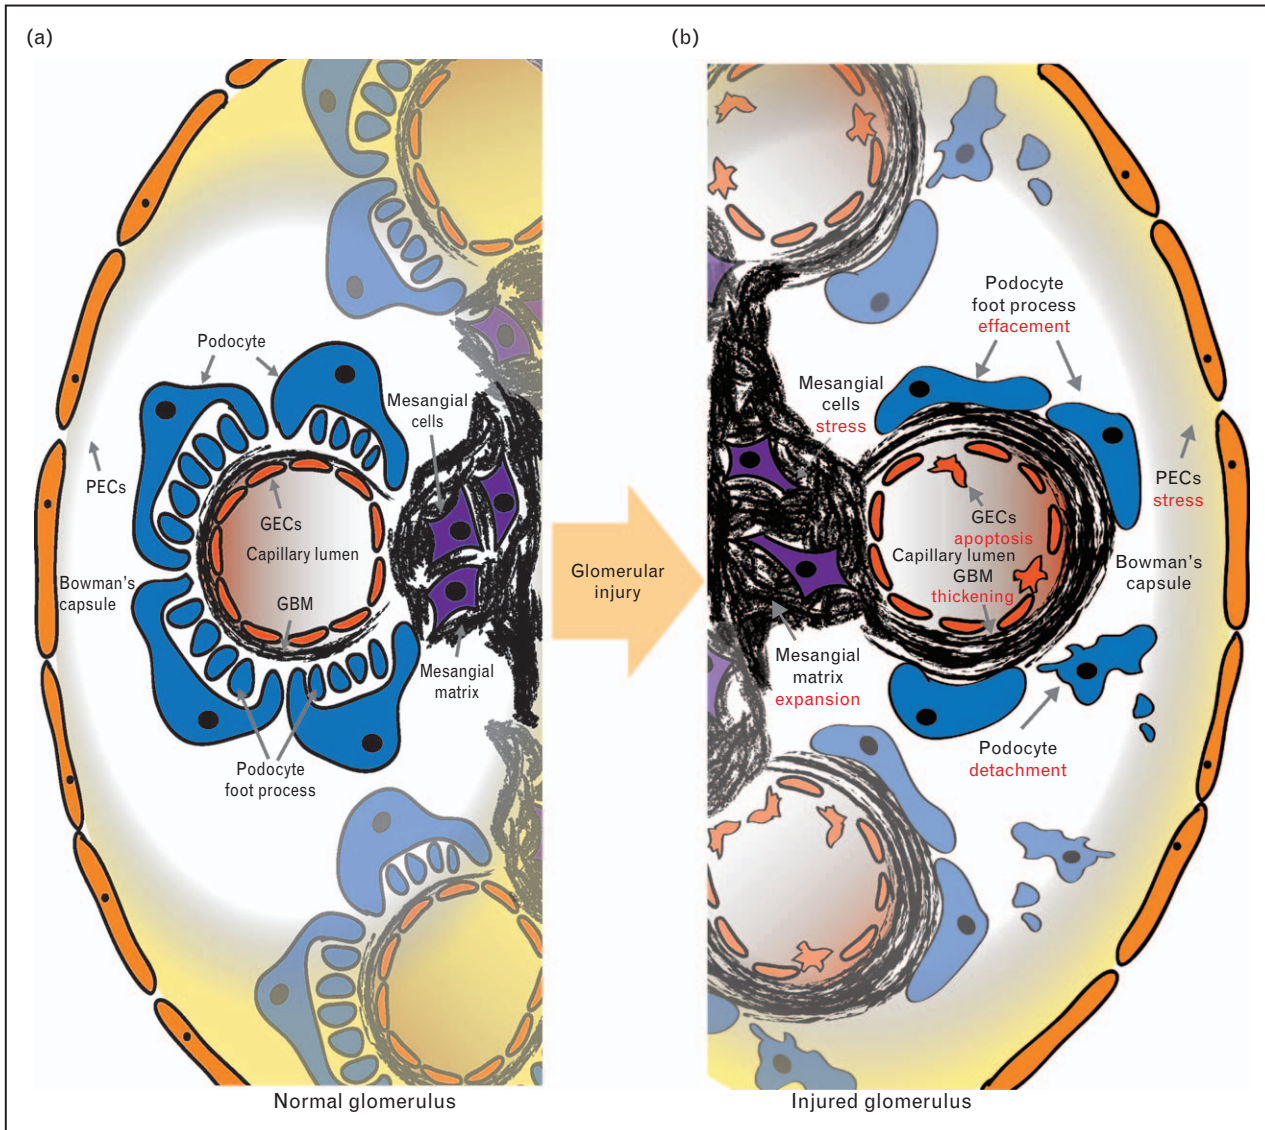 (a)
Podocyte
Mesangial
cells
PECs
GECs
Capillary lumen
Bowman's
capsule
GBM
Mesangial
matrix
Podocyte
foot process
Normal glomerulus
Glomerular
injury
(b)
Podocyte
foot process
effacement
Mesangial
cells
stress
PECs
stress
GECs
apoptosis
Capillary lumen
GBM
thickening
Bowman's
capsule
Mesangial
matrix
expansion
Podocyte
detachment
Injured glomerulus